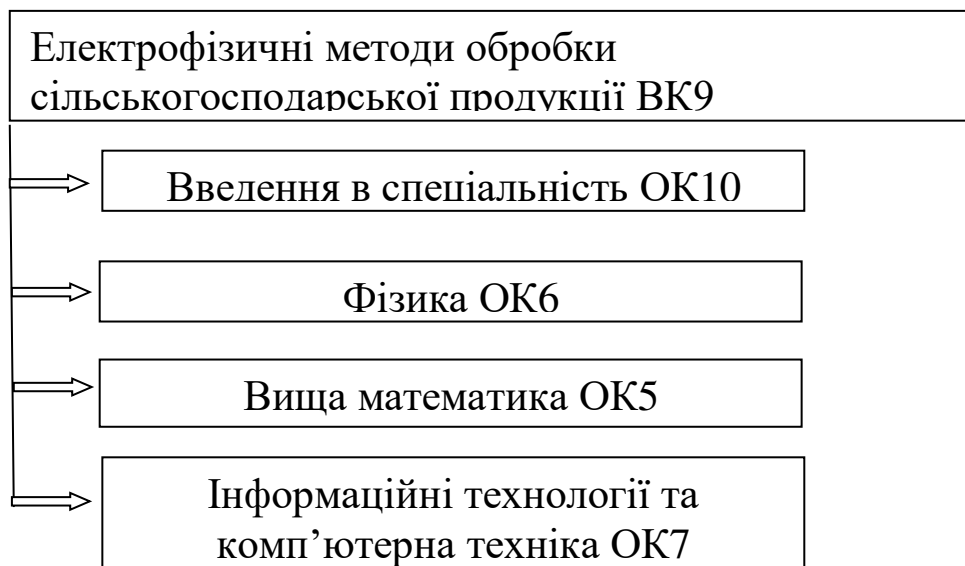 Електрофізичні методи обробки
сільськогосподарської продукції ВК9
Введення в спеціальність ОК10
Фізика ОК6
Вища математика ОК5
Інформаційні технології та
комп’ютерна техніка ОК7